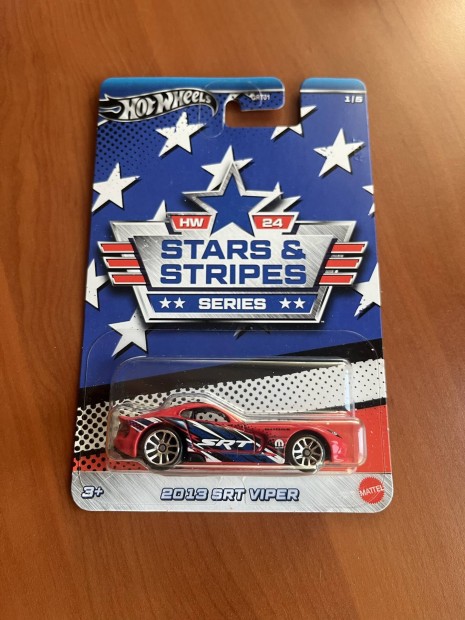 Hot Wheels
1/5
HW 24
STARS &
STRIPES
SERIES
SRT
3+
2013 SRT VIPER
MATTEL